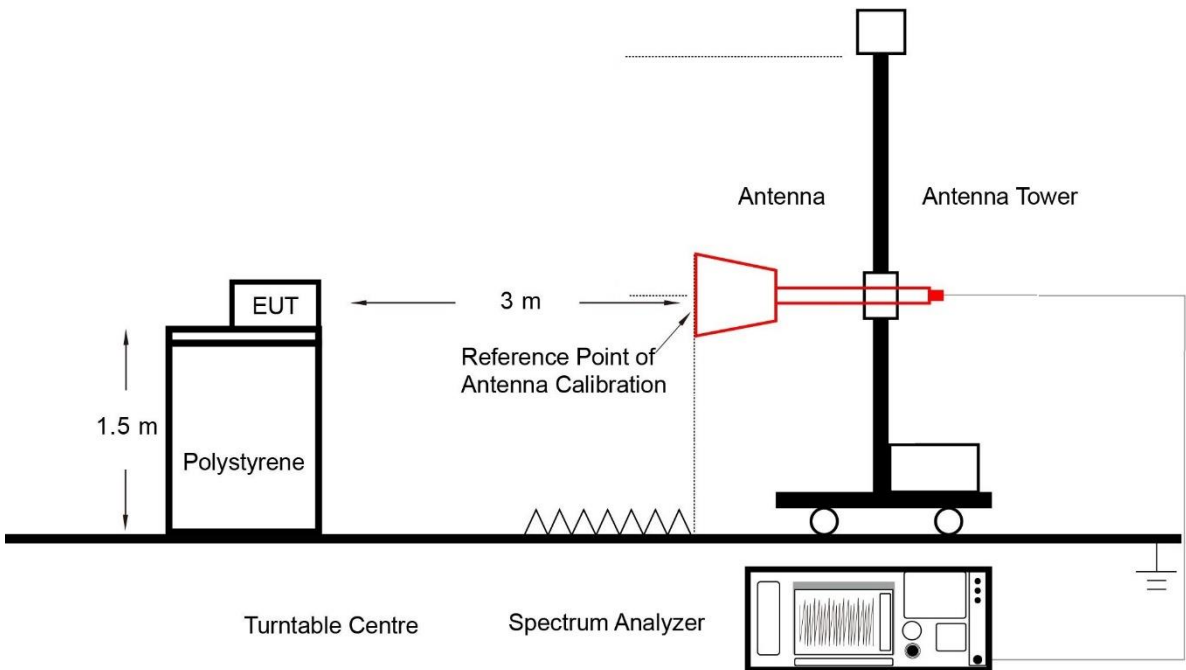 Antenna
Antenna Tower
EUT
3 m
Reference Point of
Antenna Calibration
1.5 m
Polystyrene
Turntable Centre
Spectrum Analyzer